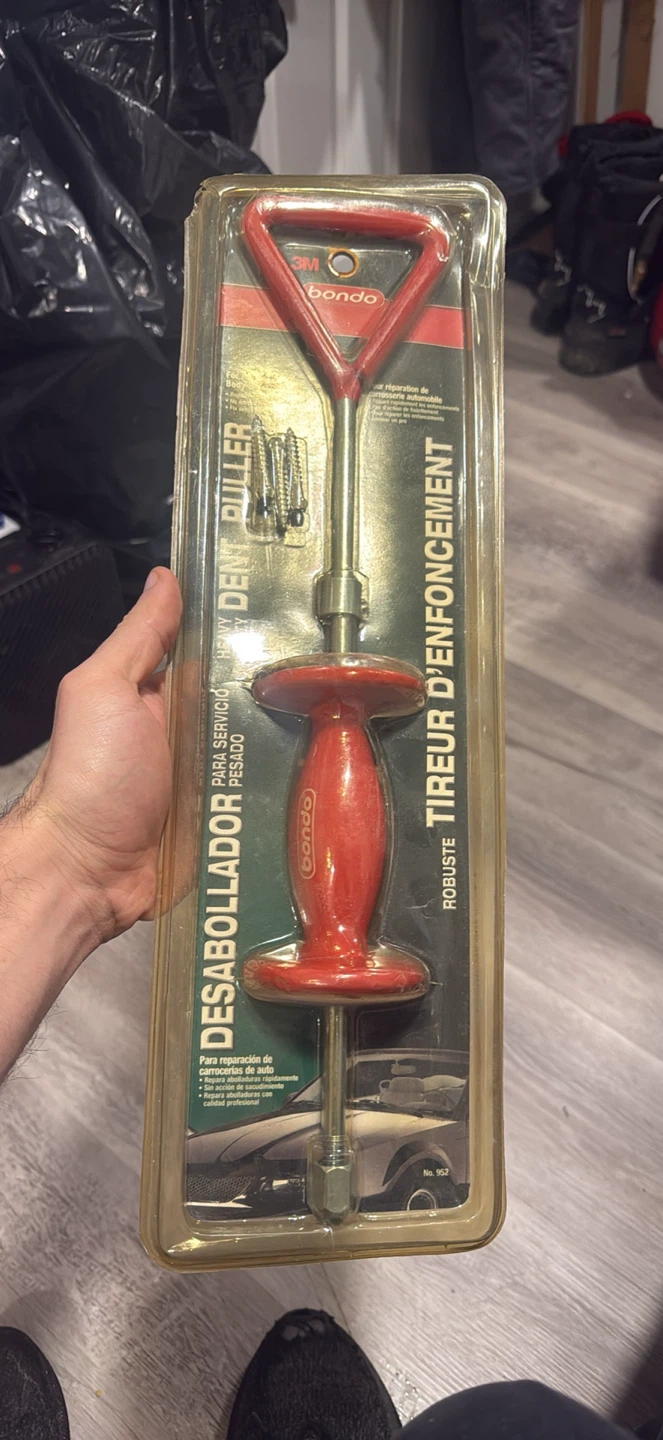 3M
bondo
Pour réparation de
carrosserie automobile
HEAVY
DENT PULLER
DESABOLLADOR
PARA SERVICIO
PESADO
ROBUSTE
TIREUR D'ENFONCEMENT
bondo
Para reparación de
carrocerías de auto
• Repara abolladuras rápidamente
• Sin acción de sacudimiento
• Repara abolladuras con
calidad profesional
No. 952